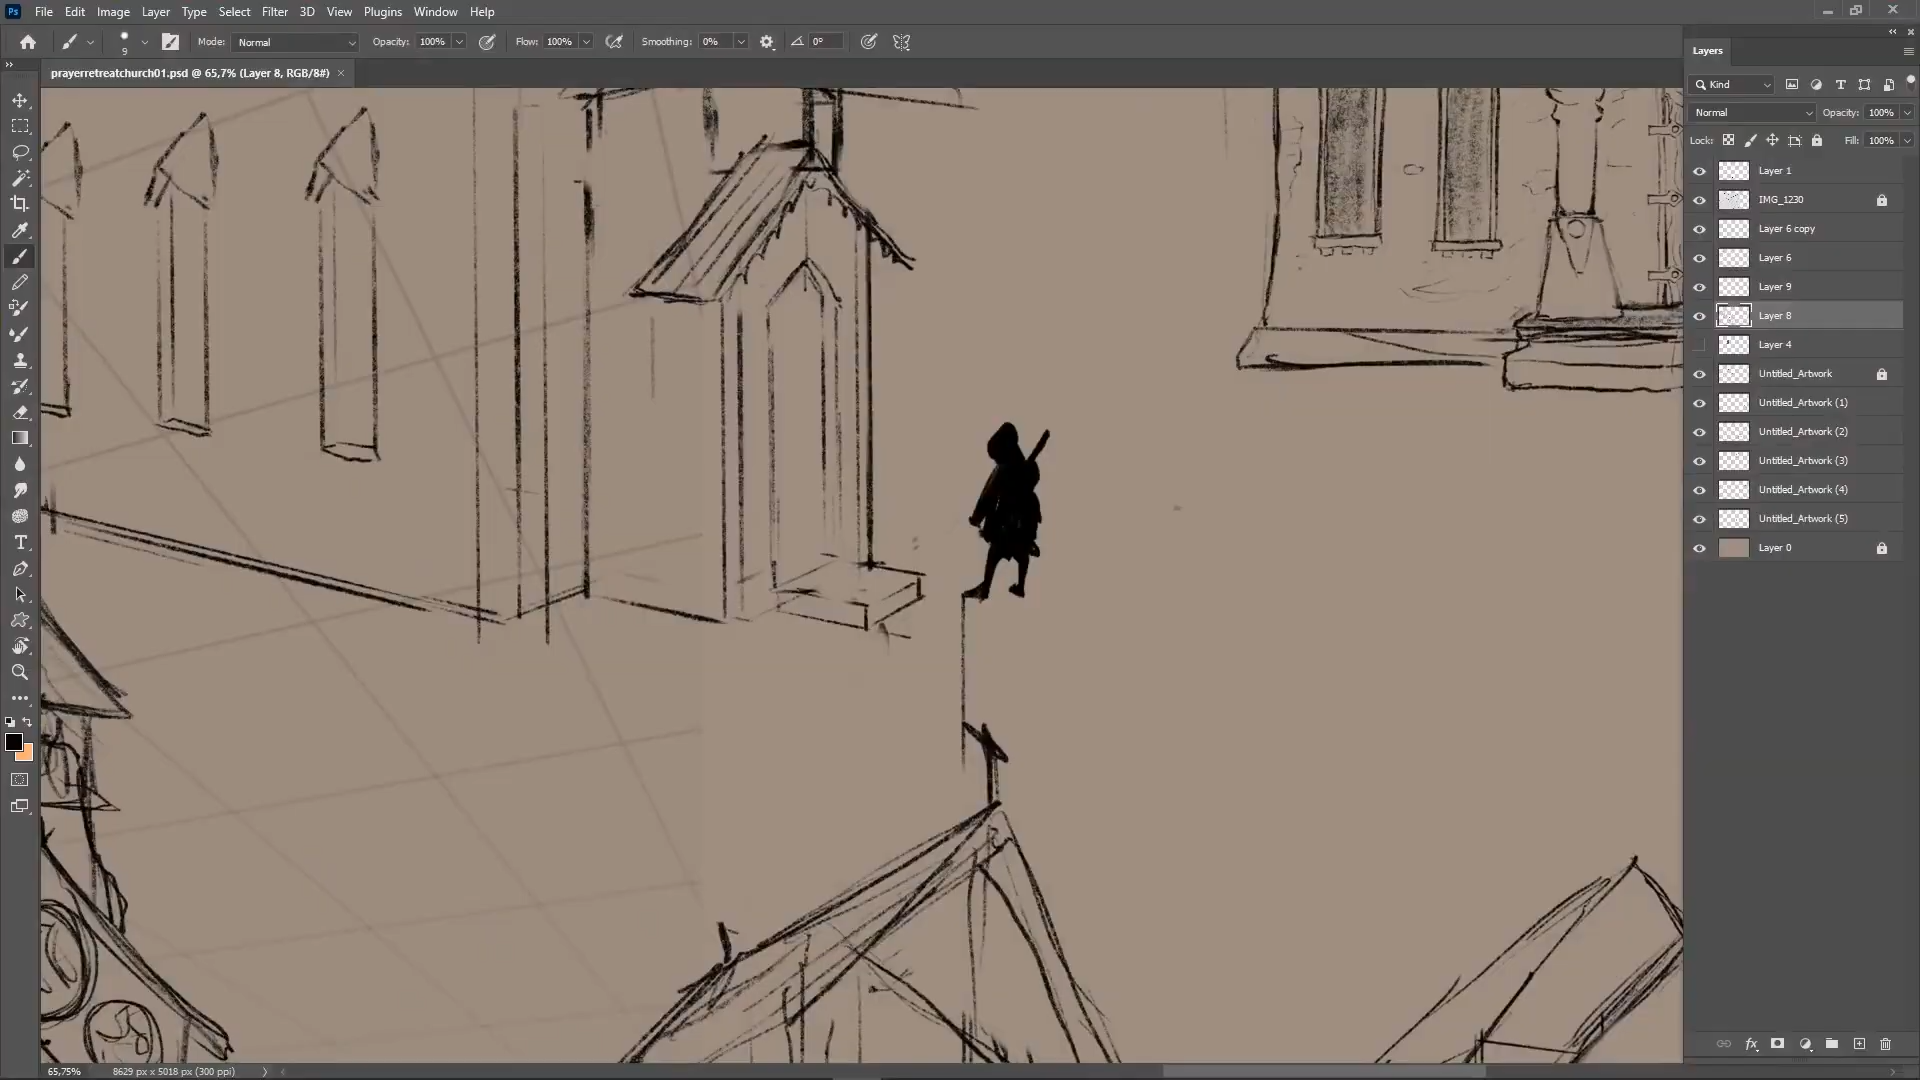 Ps File Edit Image Layer Type Select Filter 3D View Plugins Window Help
9 Mode: Normal Opacity: 100% Flow: 100% Smoothing: 0% 0°
prayerretreatchurch01.psd @ 65,7% (Layer 8, RGB/8#) ×
Layers
Kind
Normal Opacity: 100%
Lock: Fill: 100%
Layer 1
IMG_1230
Layer 6 copy
Layer 6
Layer 9
Layer 8
Layer 4
Untitled_Artwork
Untitled_Artwork (1)
Untitled_Artwork (2)
Untitled_Artwork (3)
Untitled_Artwork (4)
Untitled_Artwork (5)
Layer 0
65,75% 8629 px x 5018 px (300 ppi)